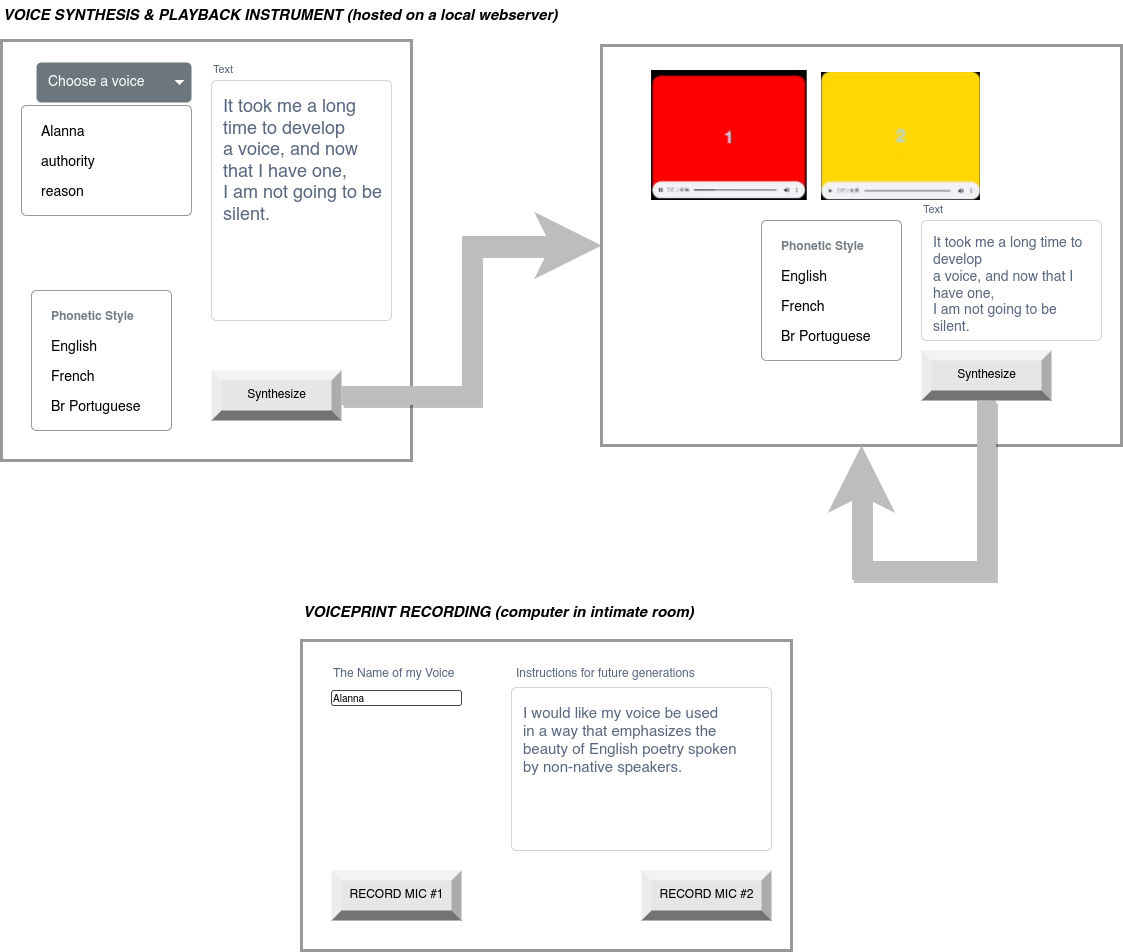 VOICE SYNTHESIS & PLAYBACK INSTRUMENT (hosted on a local webserver)
Choose a voice
Alanna
authority
reason
Text
It took me a long
time to develop
a voice, and now
that I have one,
I am not going to be
silent.
Phonetic Style
English
French
Br Portuguese
Synthesize
1
2
Text
It took me a long time to
develop
a voice, and now that I
have one,
I am not going to be
silent.
Phonetic Style
English
French
Br Portuguese
Synthesize
VOICEPRINT RECORDING (computer in intimate room)
The Name of my Voice
Alanna
Instructions for future generations
I would like my voice be used
in a way that emphasizes the
beauty of English poetry spoken
by non-native speakers.
RECORD MIC #1
RECORD MIC #2